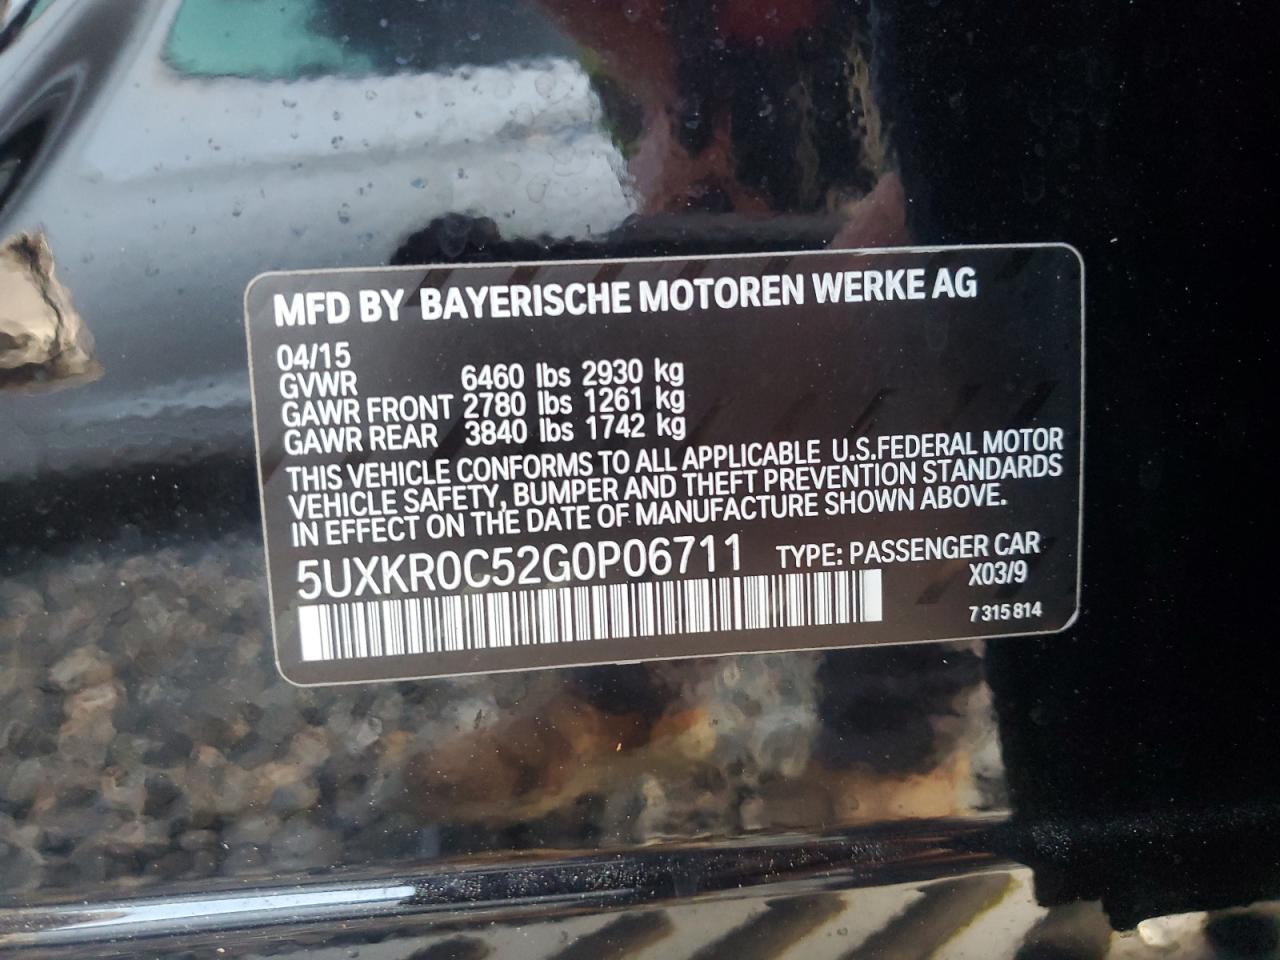 MFD BY BAYERISCHE MOTOREN WERKE AG
04/15
GVWR 6460 lbs 2930 kg
GAWR FRONT 2780 lbs 1261 kg
GAWR REAR 3840 lbs 1742 kg
THIS VEHICLE CONFORMS TO ALL APPLICABLE U.S.FEDERAL MOTOR
VEHICLE SAFETY, BUMPER AND THEFT PREVENTION STANDARDS
IN EFFECT ON THE DATE OF MANUFACTURE SHOWN ABOVE.
5UXKR0C52G0P06711 TYPE: PASSENGER CAR
X03/9
7 315 814